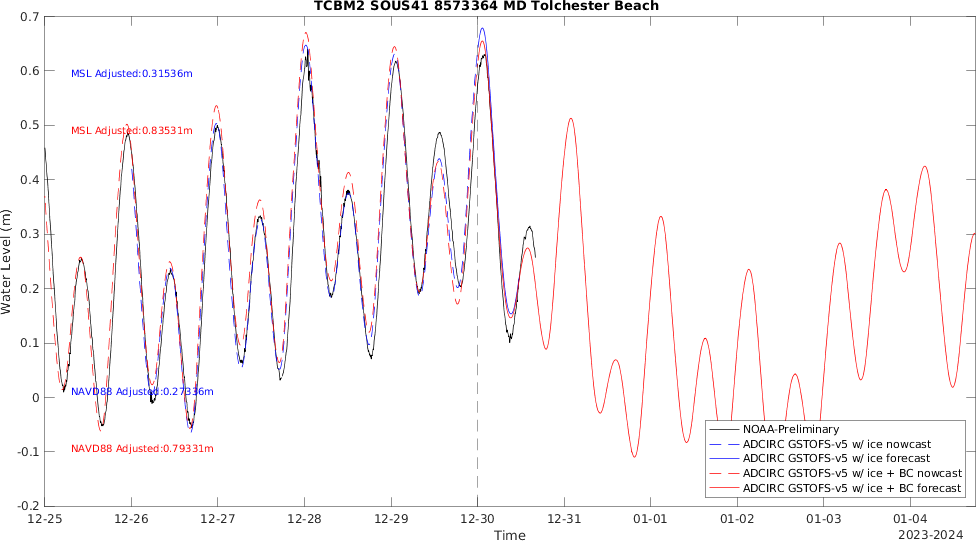 TCBM2 SOUS41 8573364 MD Tolchester Beach
0.7
0.6
0.5
0.4
0.3
0.2
0.1
0
-0.1
-0.2
Water Level (m)
MSL Adjusted:0.31536m
MSL Adjusted:0.83531m
NAVD88 Adjusted:0.27336m
NAVD88 Adjusted:0.79331m
NOAA-Preliminary
ADCIRC GSTOFS-v5 w/ ice nowcast
ADCIRC GSTOFS-v5 w/ ice forecast
ADCIRC GSTOFS-v5 w/ ice + BC nowcast
ADCIRC GSTOFS-v5 w/ ice + BC forecast
12-25 12-26 12-27 12-28 12-29 12-30 12-31 01-01 01-02 01-03 01-04
Time
2023-2024